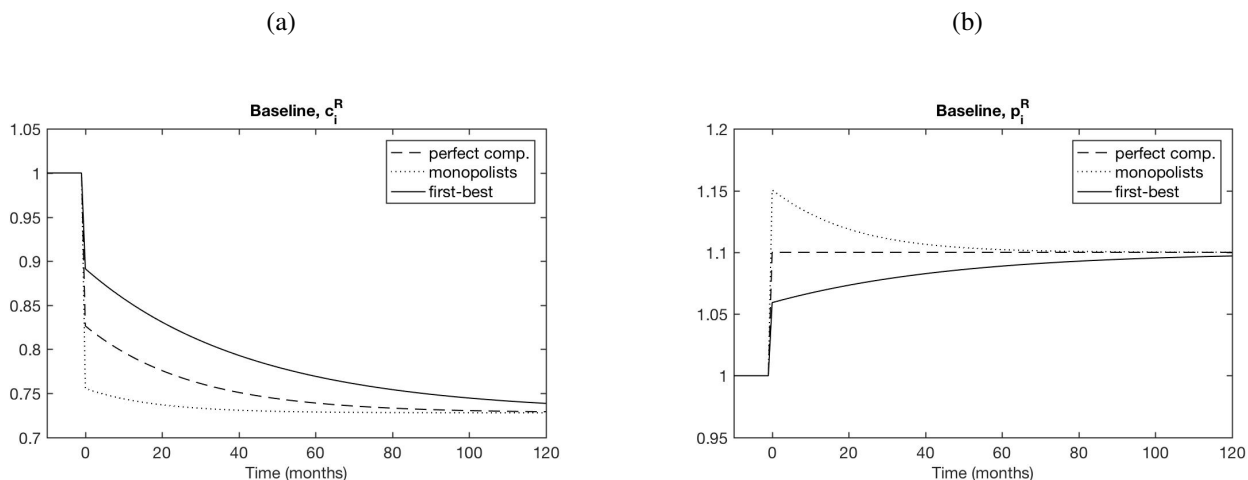 (a)
Baseline, c_i^R
1.05
1
0.95
0.9
0.85
0.8
0.75
0.7
perfect comp.
monopolists
first-best
0 20 40 60 80 100 120
Time (months)
(b)
Baseline, p_i^R
1.2
1.15
1.1
1.05
1
0.95
perfect comp.
monopolists
first-best
0 20 40 60 80 100 120
Time (months)